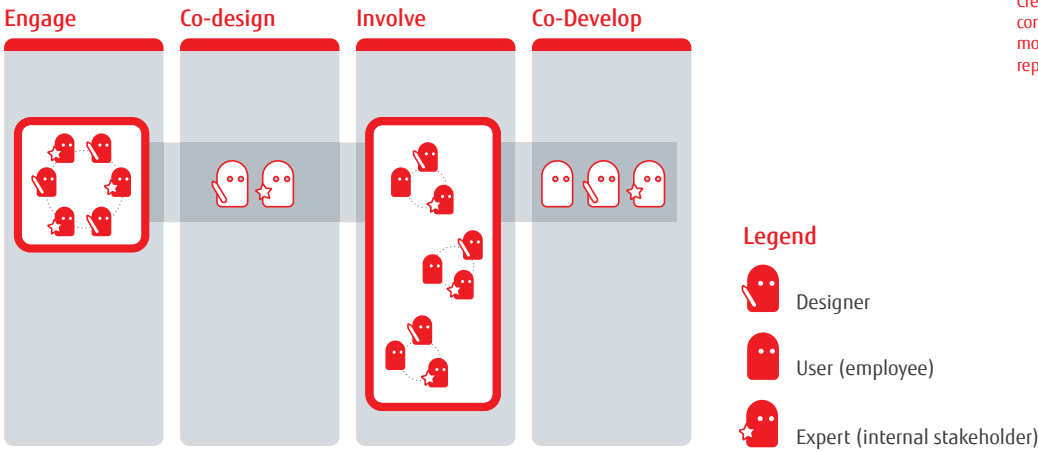 Engage
Co-design
Involve
Co-Develop
Legend
Designer
User (employee)
Expert (internal stakeholder)